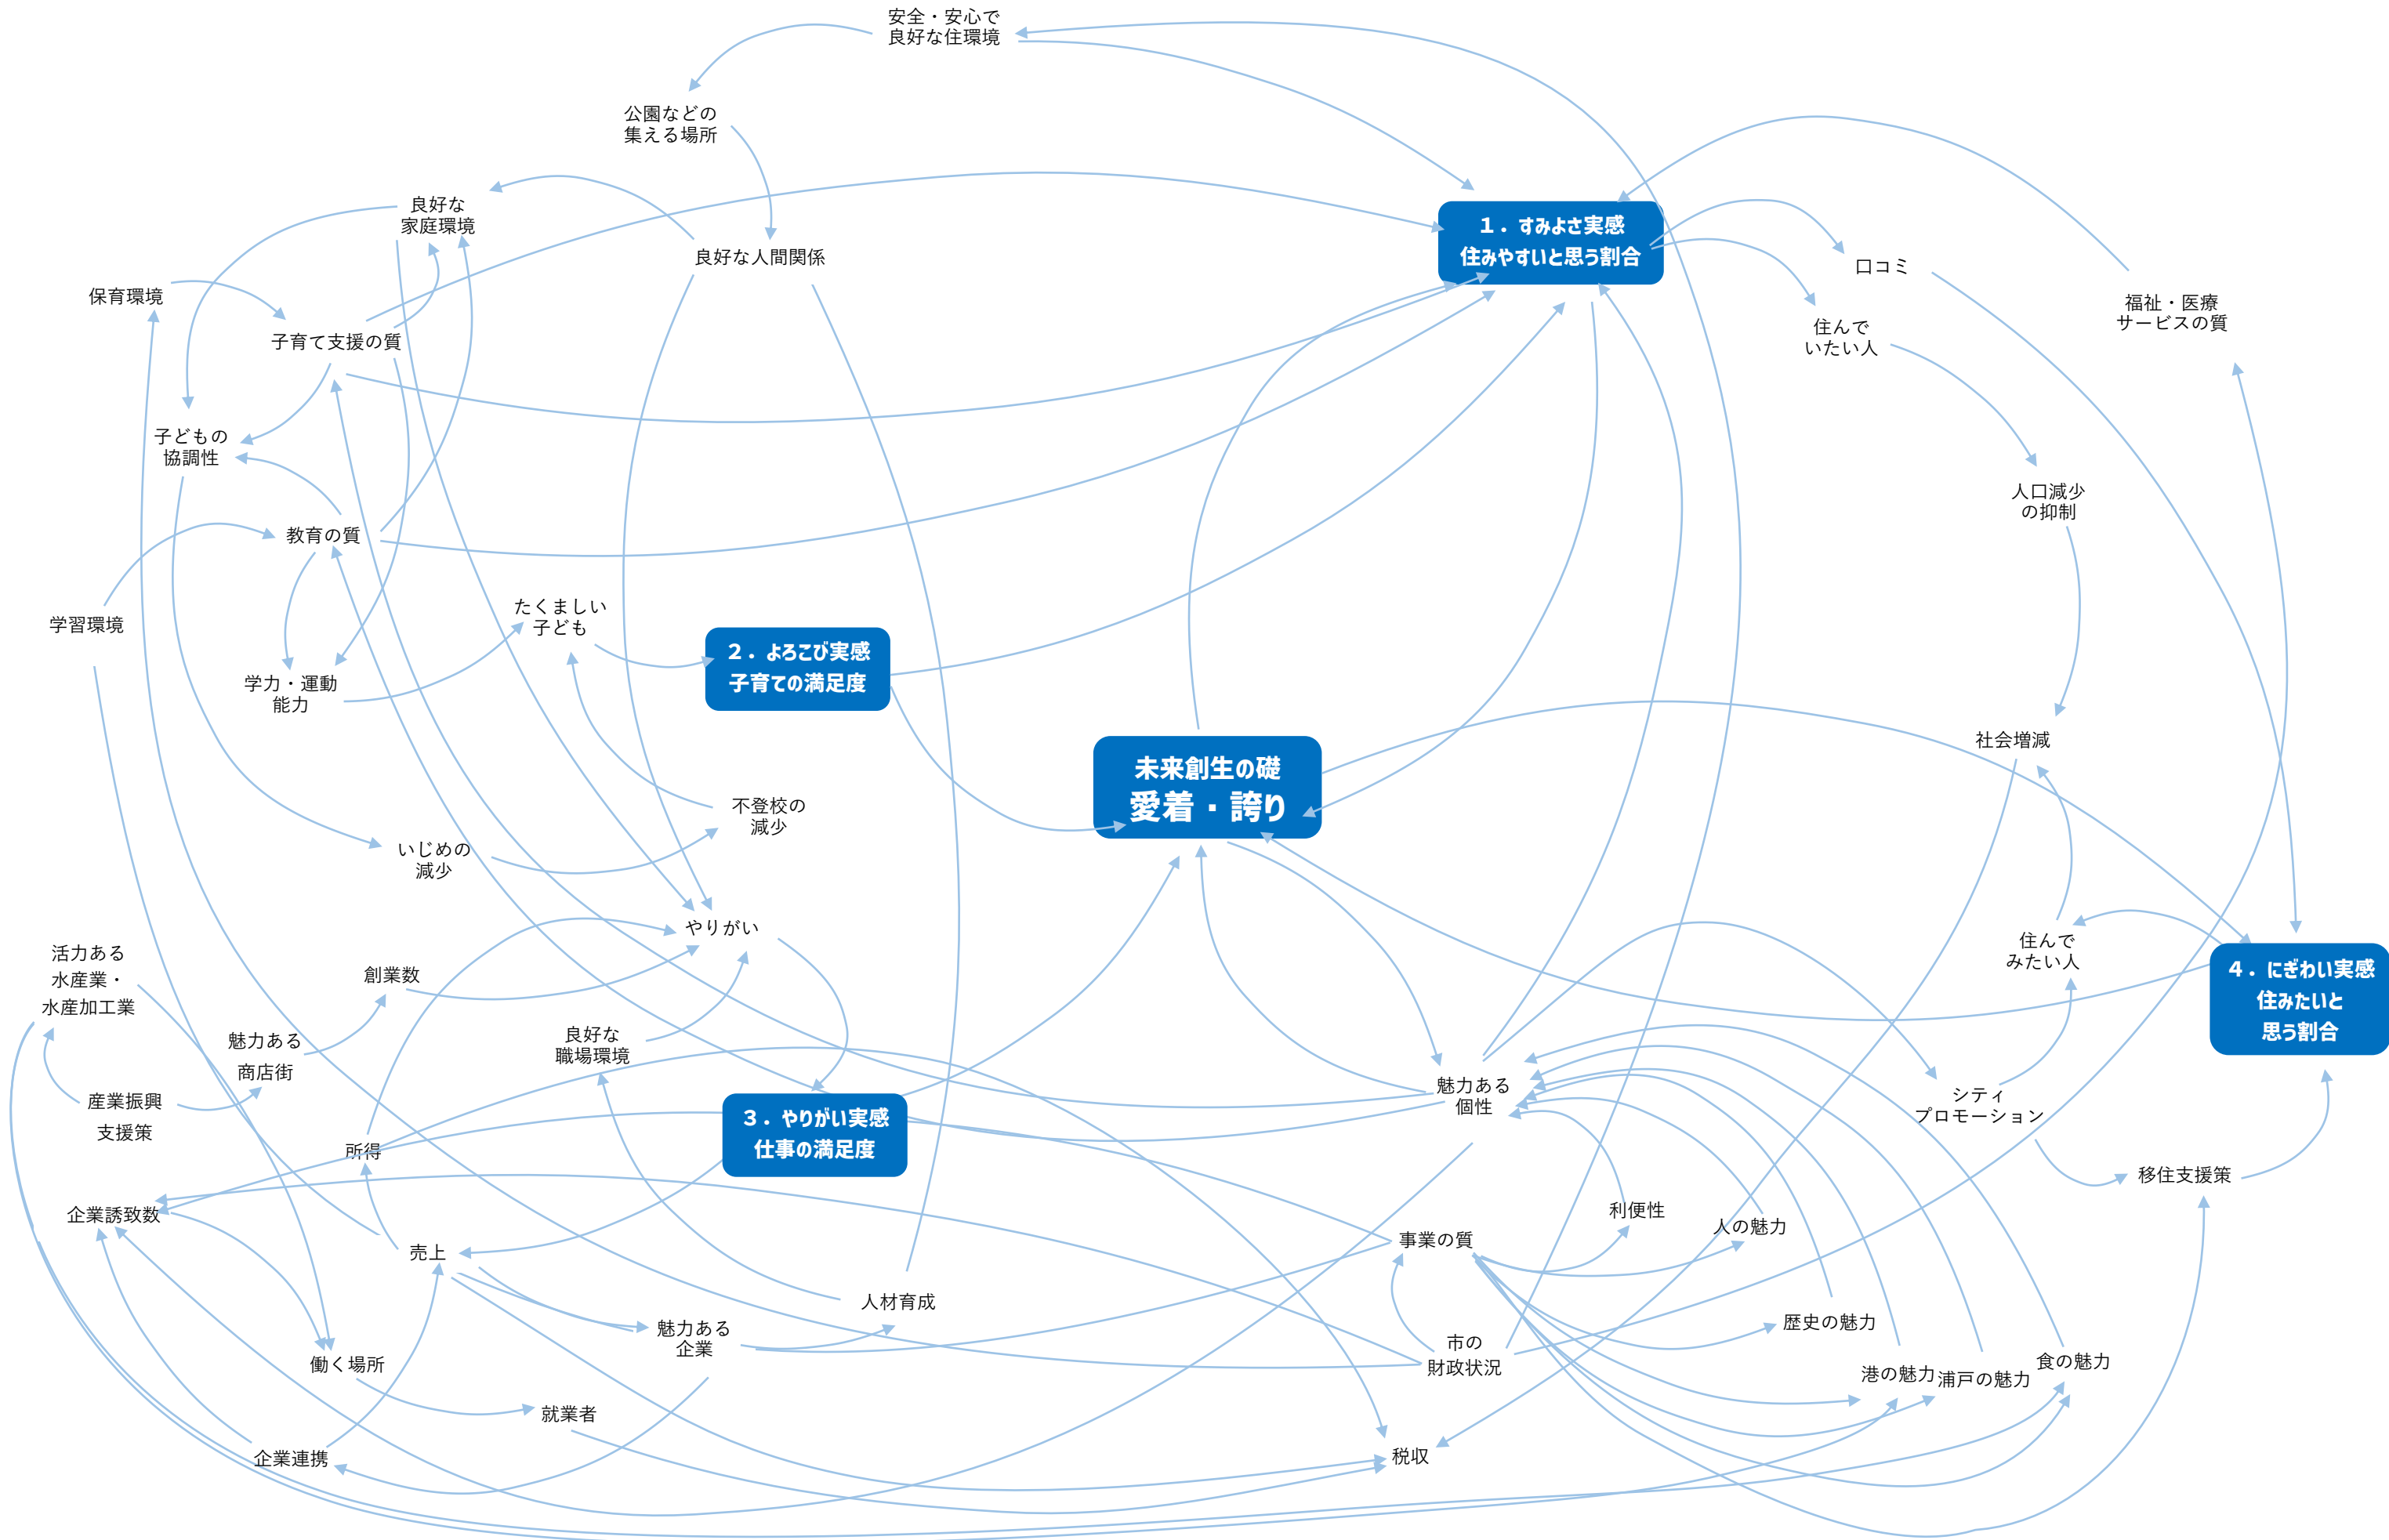 安全・安心で
良好な住環境
公園などの
集える場所
良好な
家庭環境
良好な人間関係
１．すみよさ実感
住みやすいと思う割合
口コミ
福祉・医療
サービスの質
保育環境
子育て支援の質
住んで
いたい人
子どもの
協調性
人口減少
の抑制
教育の質
学習環境
たくましい
子ども
２．よろこび実感
子育ての満足度
学力・運動
能力
社会増減
未来創生の礎
愛着・誇り
不登校の
減少
いじめの
減少
やりがい
住んで
みたい人
活力ある
水産業・
水産加工業
創業数
４．にぎわい実感
住みたいと
思う割合
魅力ある
商店街
良好な
職場環境
産業振興
支援策
３．やりがい実感
仕事の満足度
魅力ある
個性
シティ
プロモーション
所得
移住支援策
企業誘致数
売上
事業の質
利便性
人の魅力
人材育成
魅力ある
企業
市の
財政状況
歴史の魅力
働く場所
港の魅力
浦戸の魅力
食の魅力
就業者
企業連携
税収